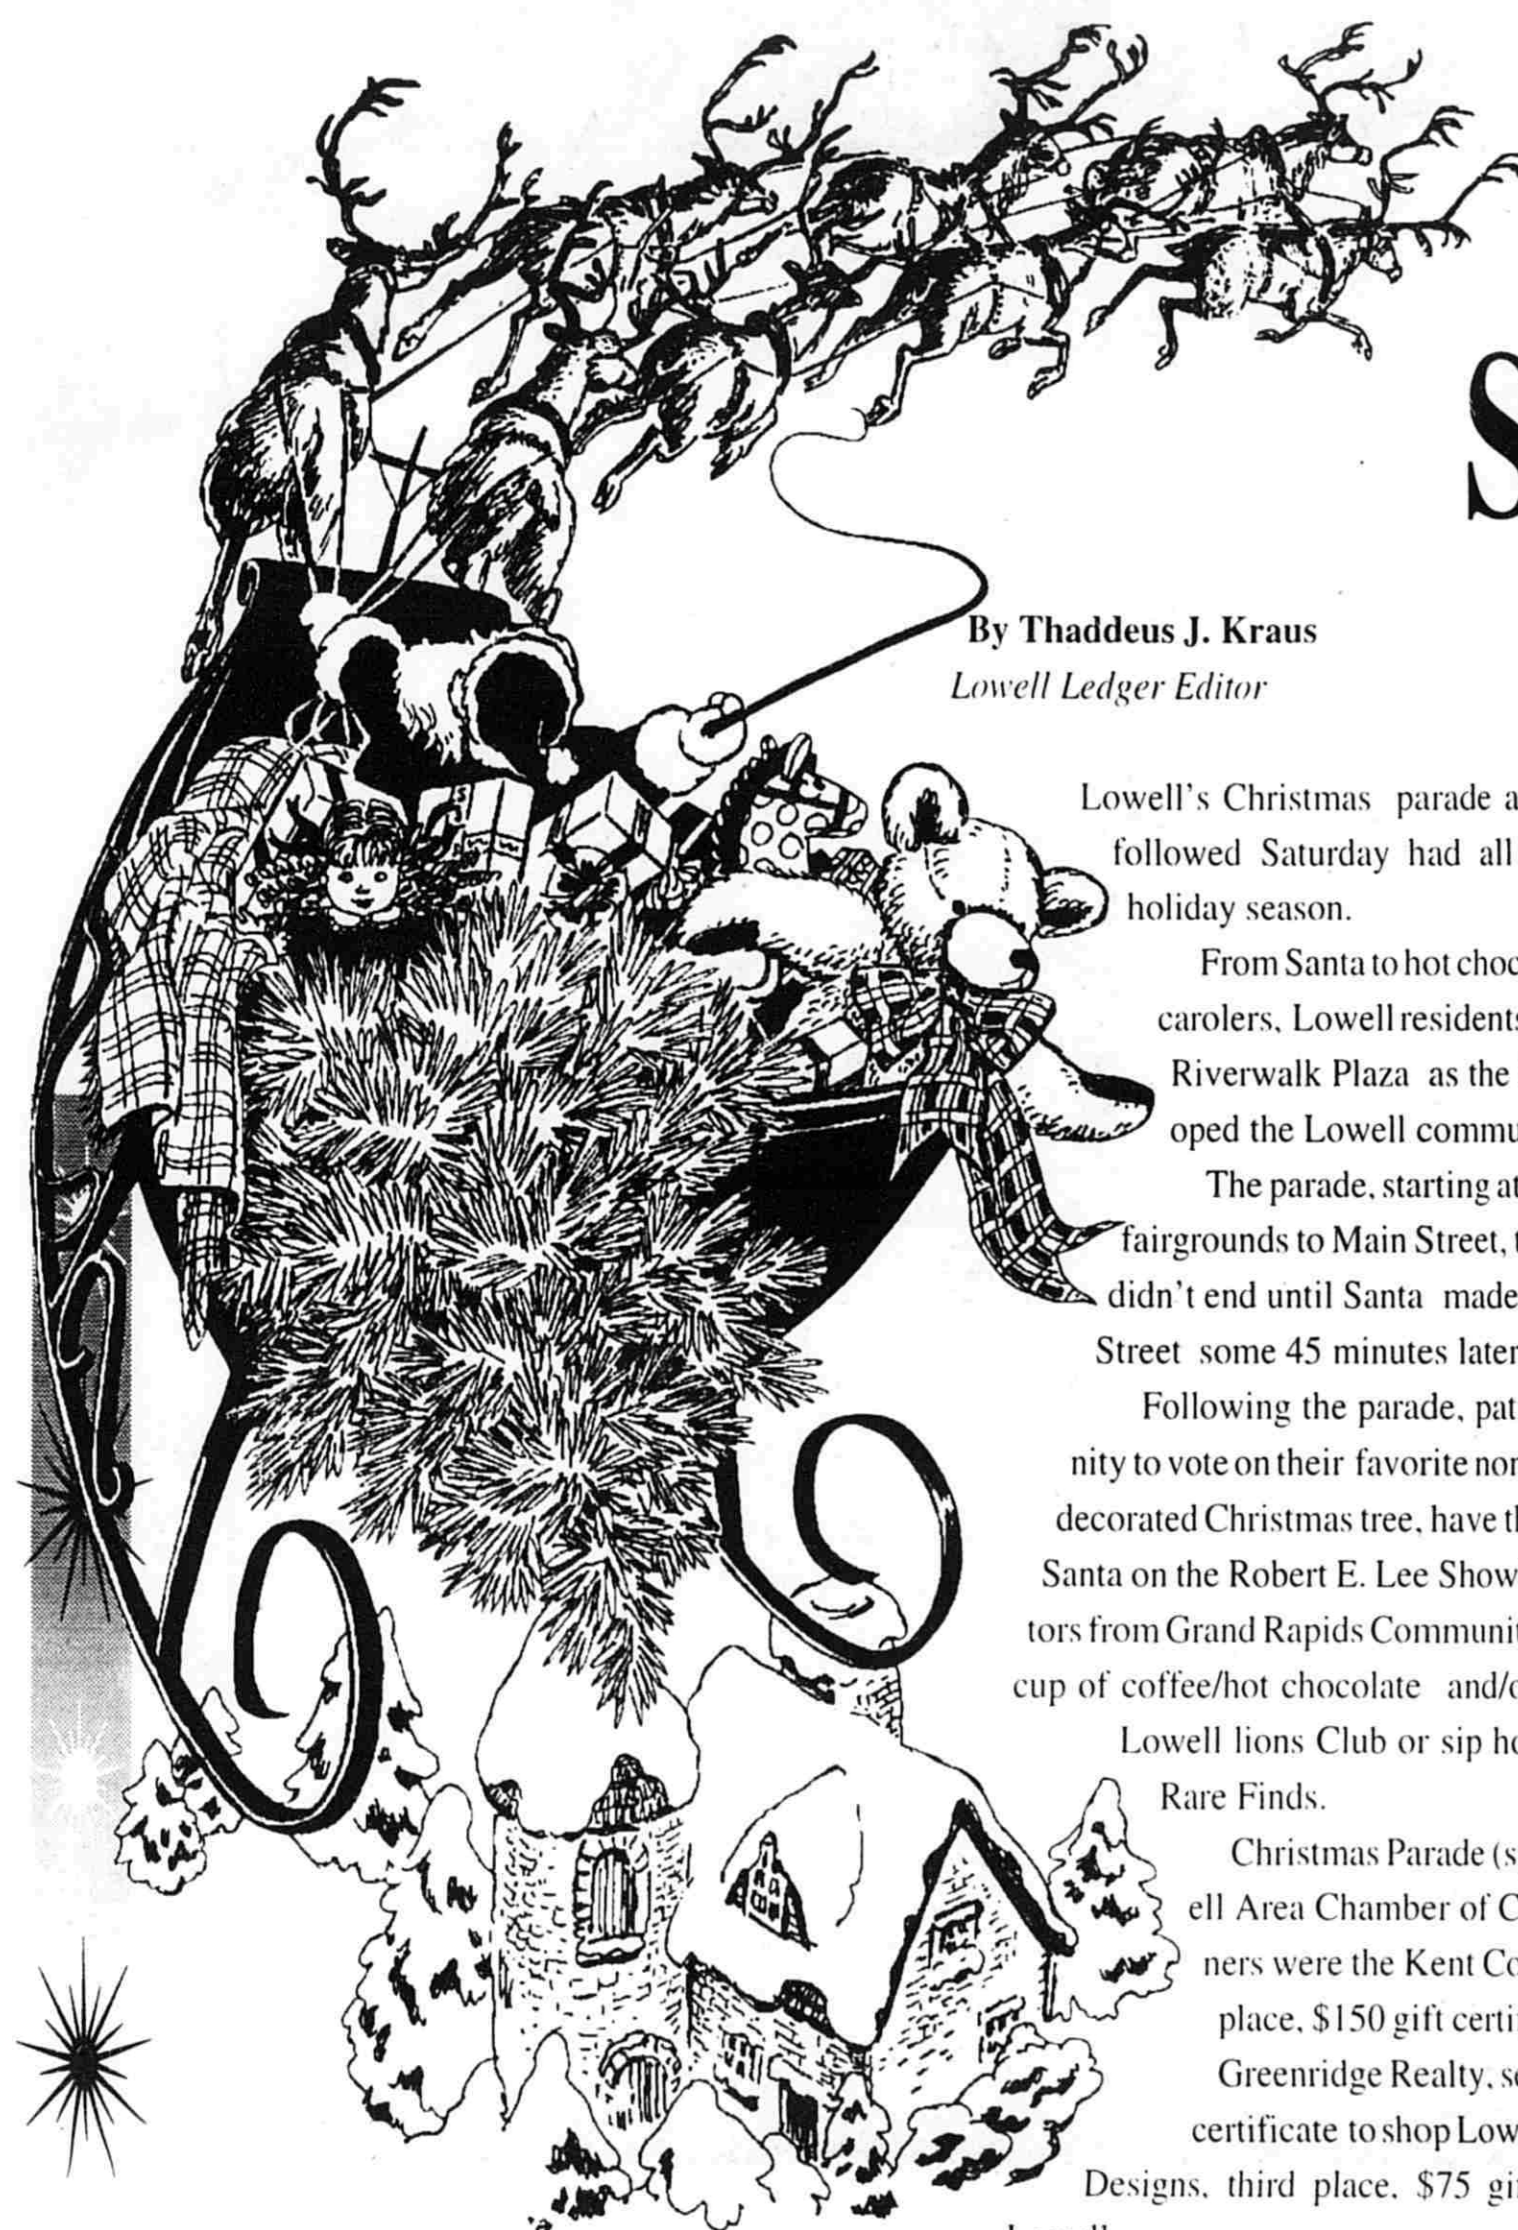 S
By Thaddeus J. Kraus
Lowell Ledger Editor
Lowell's Christmas parade a
followed Saturday had all
holiday season.
From Santa to hot choc
carolers, Lowell residents
Riverwalk Plaza as the
oped the Lowell commu
The parade, starting at
fairgrounds to Main Street, t
didn't end until Santa made
Street some 45 minutes later
Following the parade, pat
nity to vote on their favorite non
decorated Christmas tree, have th
Santa on the Robert E. Lee Show
tors from Grand Rapids Communit
cup of coffee/hot chocolate and/o
Lowell lions Club or sip ho
Rare Finds.
Christmas Parade (s
ell Area Chamber of C
ners were the Kent Co
place, $150 gift certif
Greenridge Realty, se
certificate to shop Low
Designs, third place, $75 gif